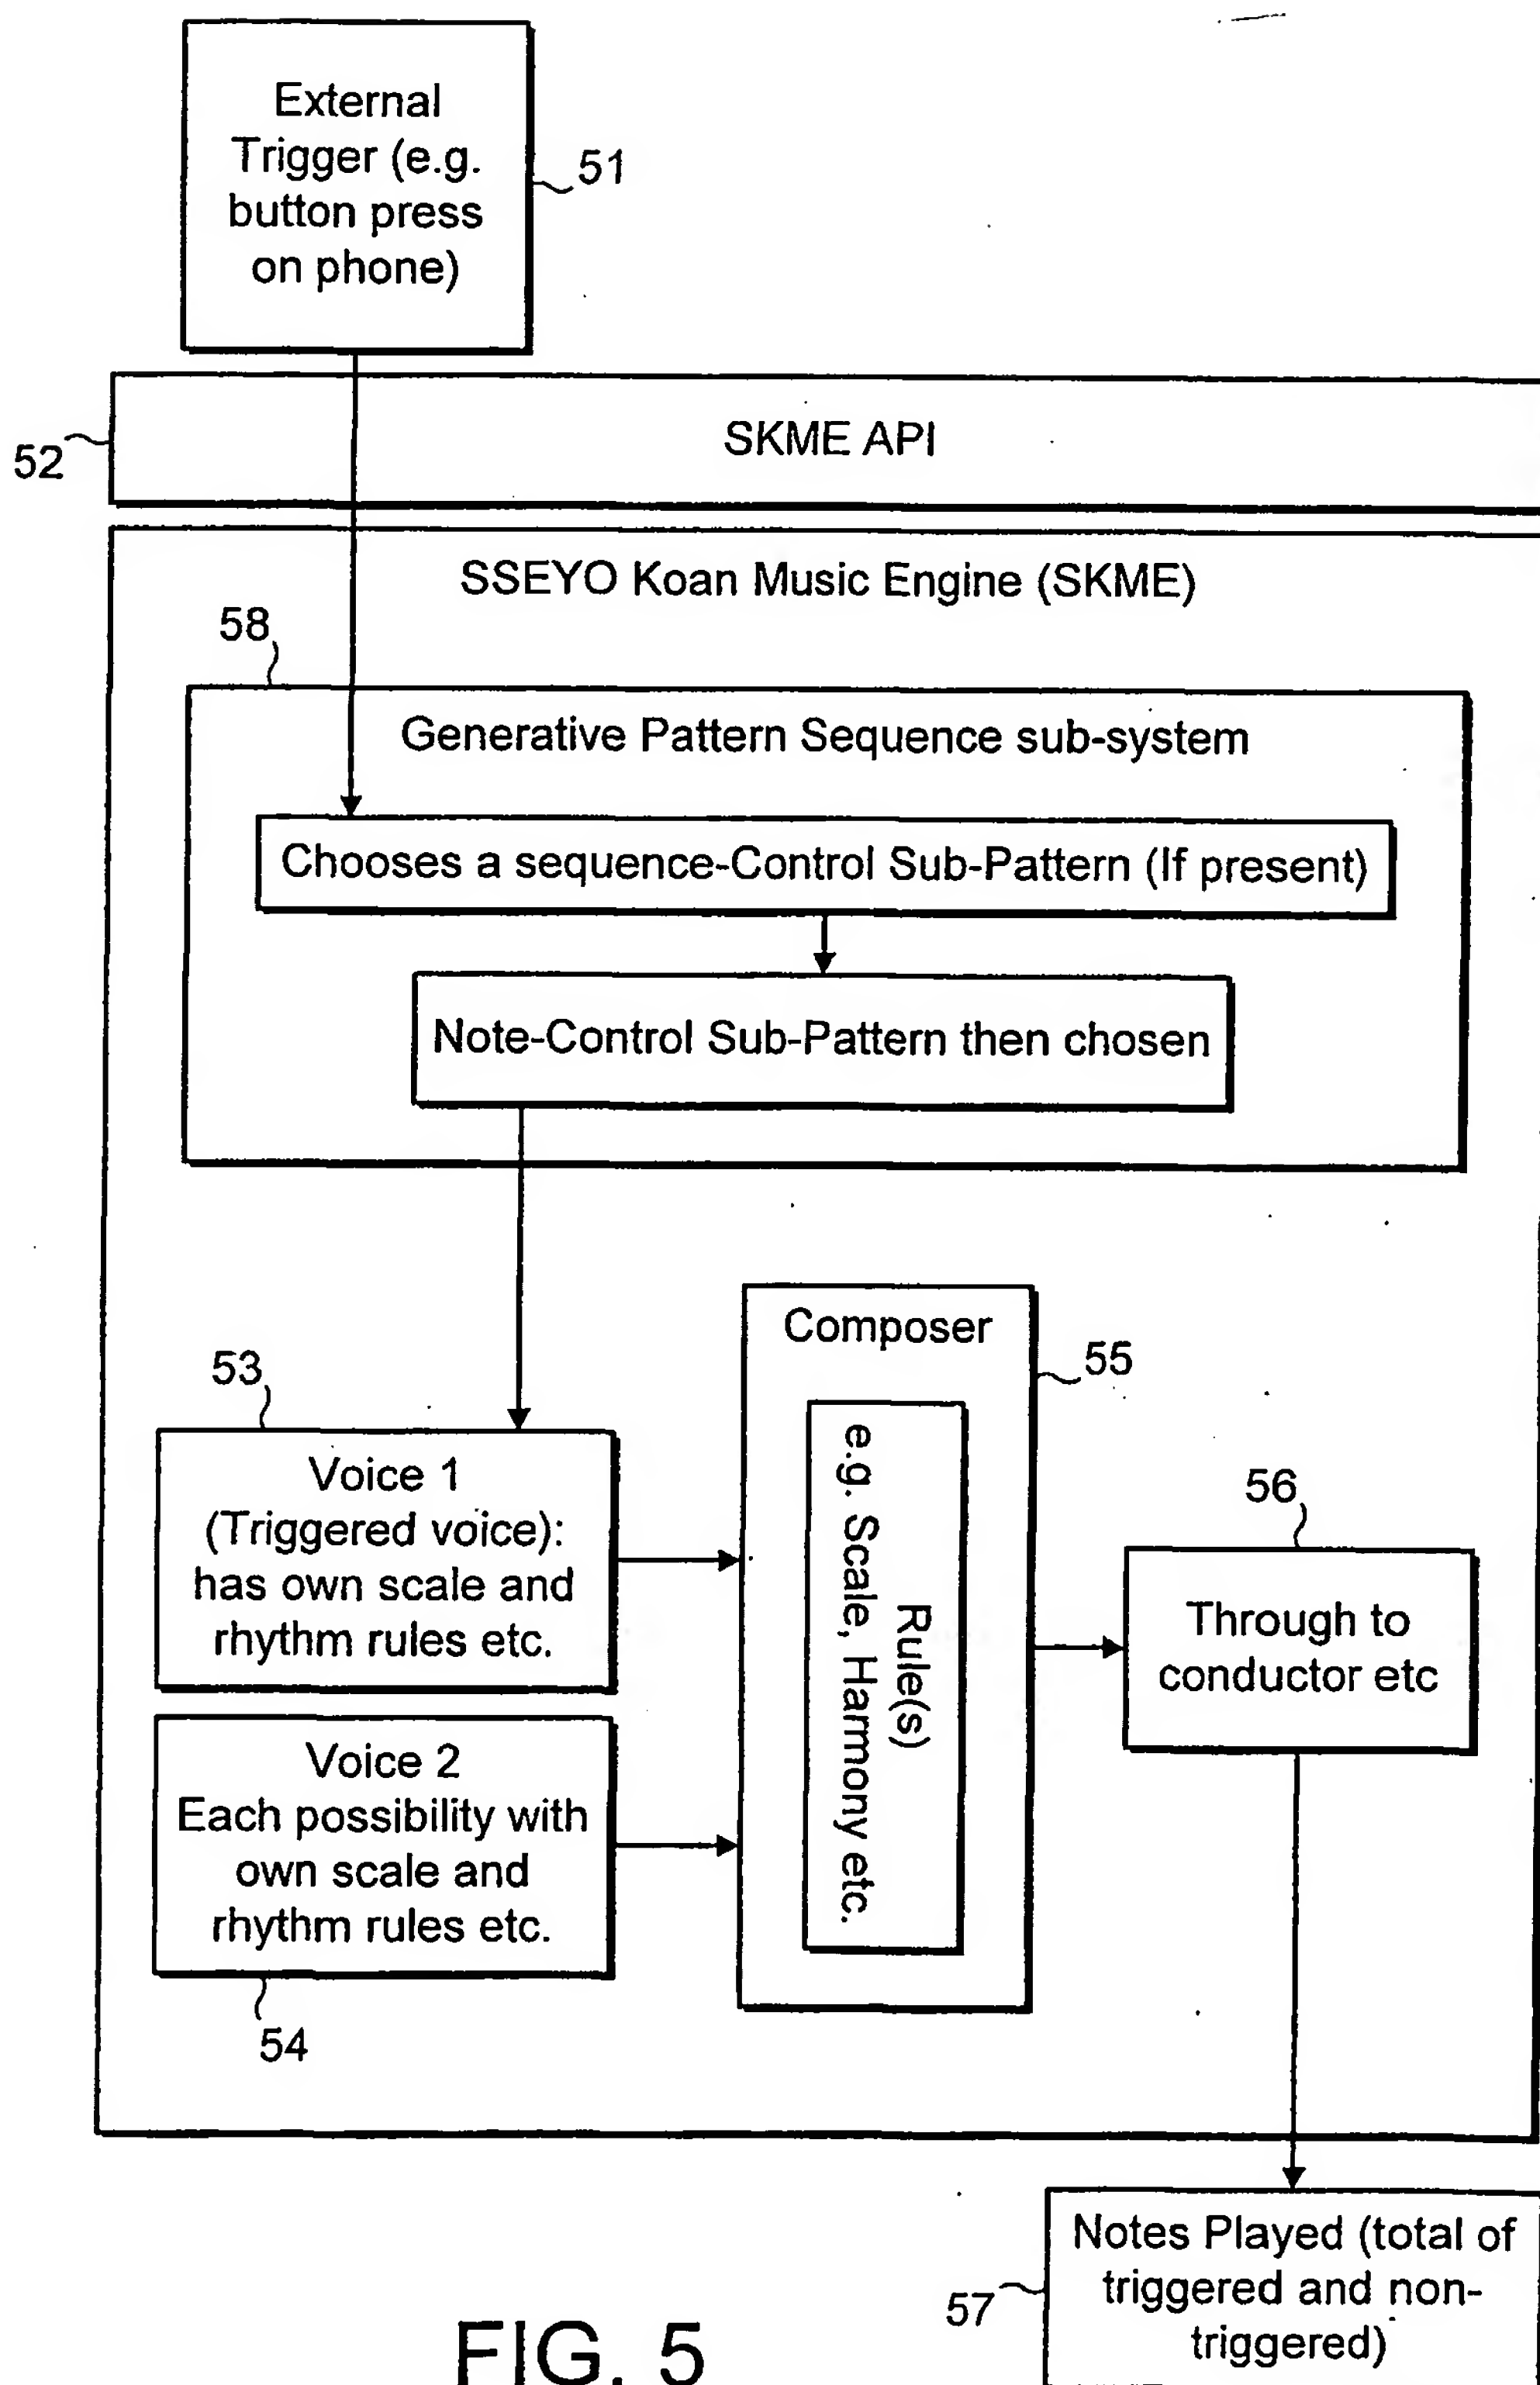 External
Trigger (e.g.
button press
on phone)
51
SKME API
52
SSEYO Koan Music Engine (SKME)
58
Generative Pattern Sequence sub-system
Chooses a sequence-Control Sub-Pattern (If present)
Note-Control Sub-Pattern then chosen
53
Voice 1
(Triggered voice):
has own scale and
rhythm rules etc.
Voice 2
Each possibility with
own scale and
rhythm rules etc.
54
Composer
55
Rule(s)
e.g. Scale, Harmony etc.
56
Through to
conductor etc
Notes Played (total of
triggered and non-
triggered)
57
FIG. 5